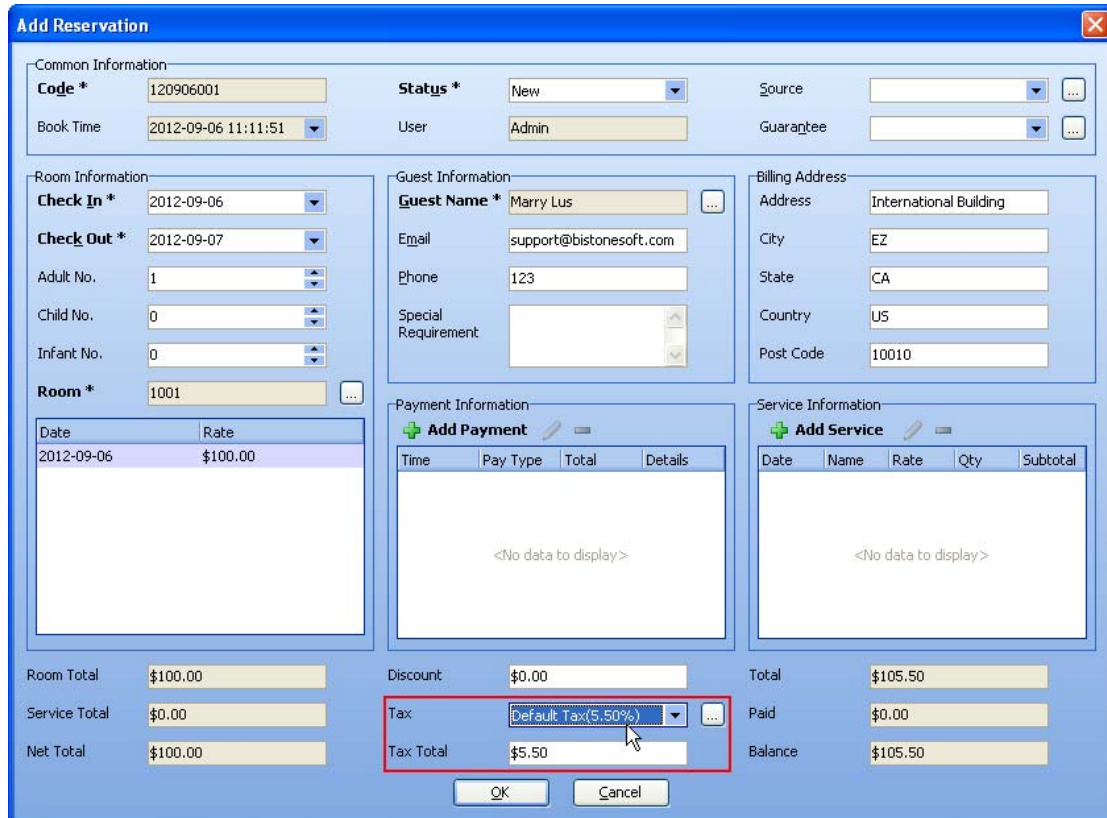 Add Reservation
Common Information
Code * 120906001 Status * New Source ...
Book Time 2012-09-06 11:11:51 User Admin Guarantee ...
Room Information
Check In * 2012-09-06
Check Out * 2012-09-07
Adult No. 1
Child No. 0
Infant No. 0
Room * 1001 ...
Date Rate
2012-09-06 $100.00
Guest Information
Guest Name * Marry Lus ...
Email support@bistonesoft.com
Phone 123
Special
Requirement
Billing Address
Address International Building
City EZ
State CA
Country US
Post Code 10010
Payment Information
Add Payment
Time Pay Type Total Details
<No data to display>
Service Information
Add Service
Date Name Rate Qty Subtotal
<No data to display>
Room Total $100.00 Discount $0.00 Total $105.50
Service Total $0.00 Tax Default Tax(5.50%) ... Paid $0.00
Net Total $100.00 Tax Total $5.50 Balance $105.50
OK Cancel